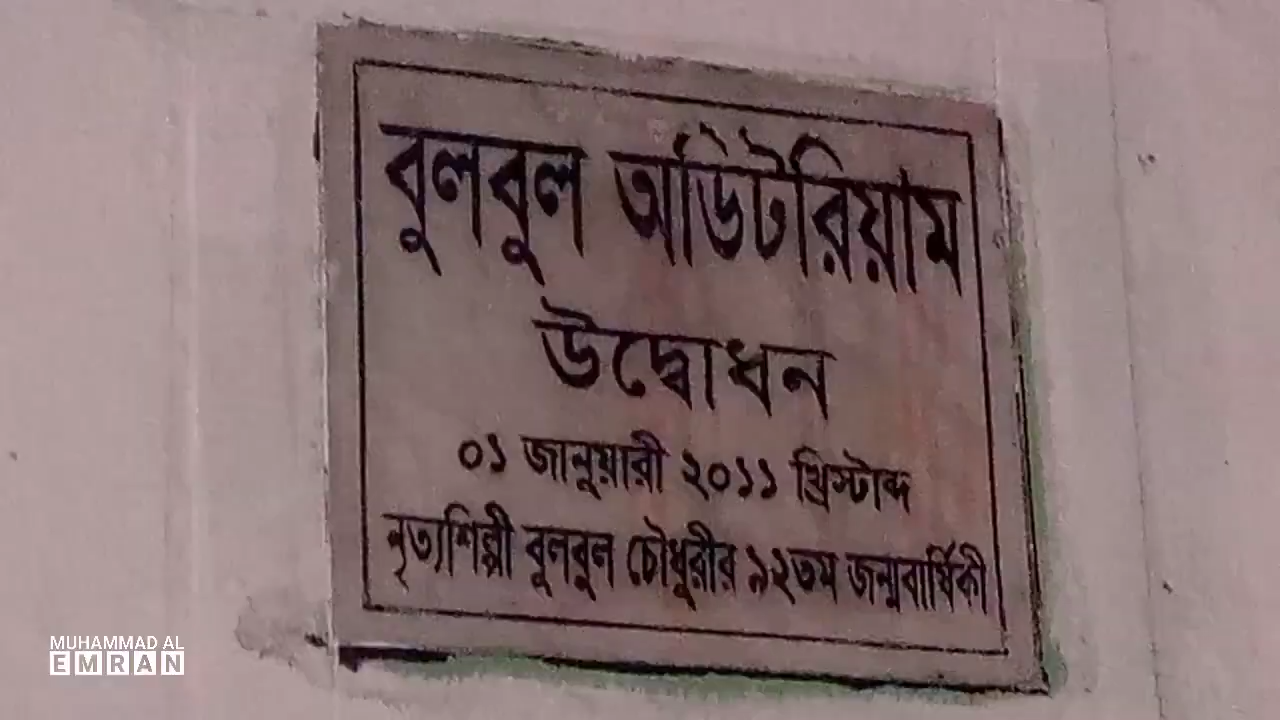 বুলবুল অডিটরিয়াম
উদ্বোধন
০১ জানুয়ারী ২০১১ খ্রিস্টাব্দ
নৃত্যশিল্পী বুলবুল চৌধুরীর ৯২তম জন্মবার্ষিকী
MUHAMMAD AL
EMRAN